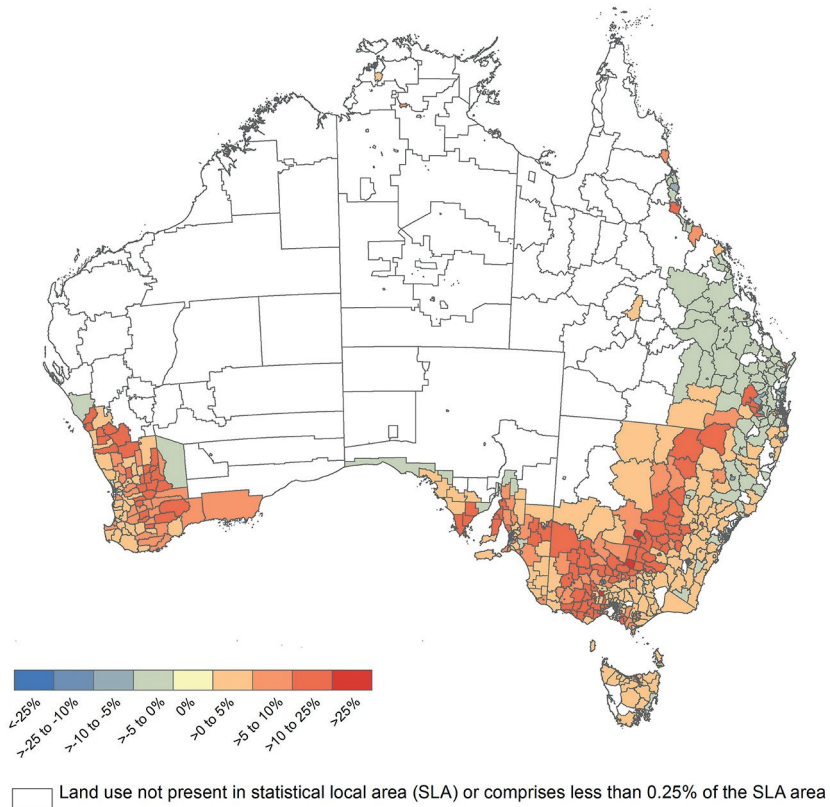 <-25%
>-25 to -10%
>-10 to -5%
>-5 to 0%
0%
>0 to 5%
>5 to 10%
>10 to 25%
>25%
Land use not present in statistical local area (SLA) or comprises less than 0.25% of the SLA area